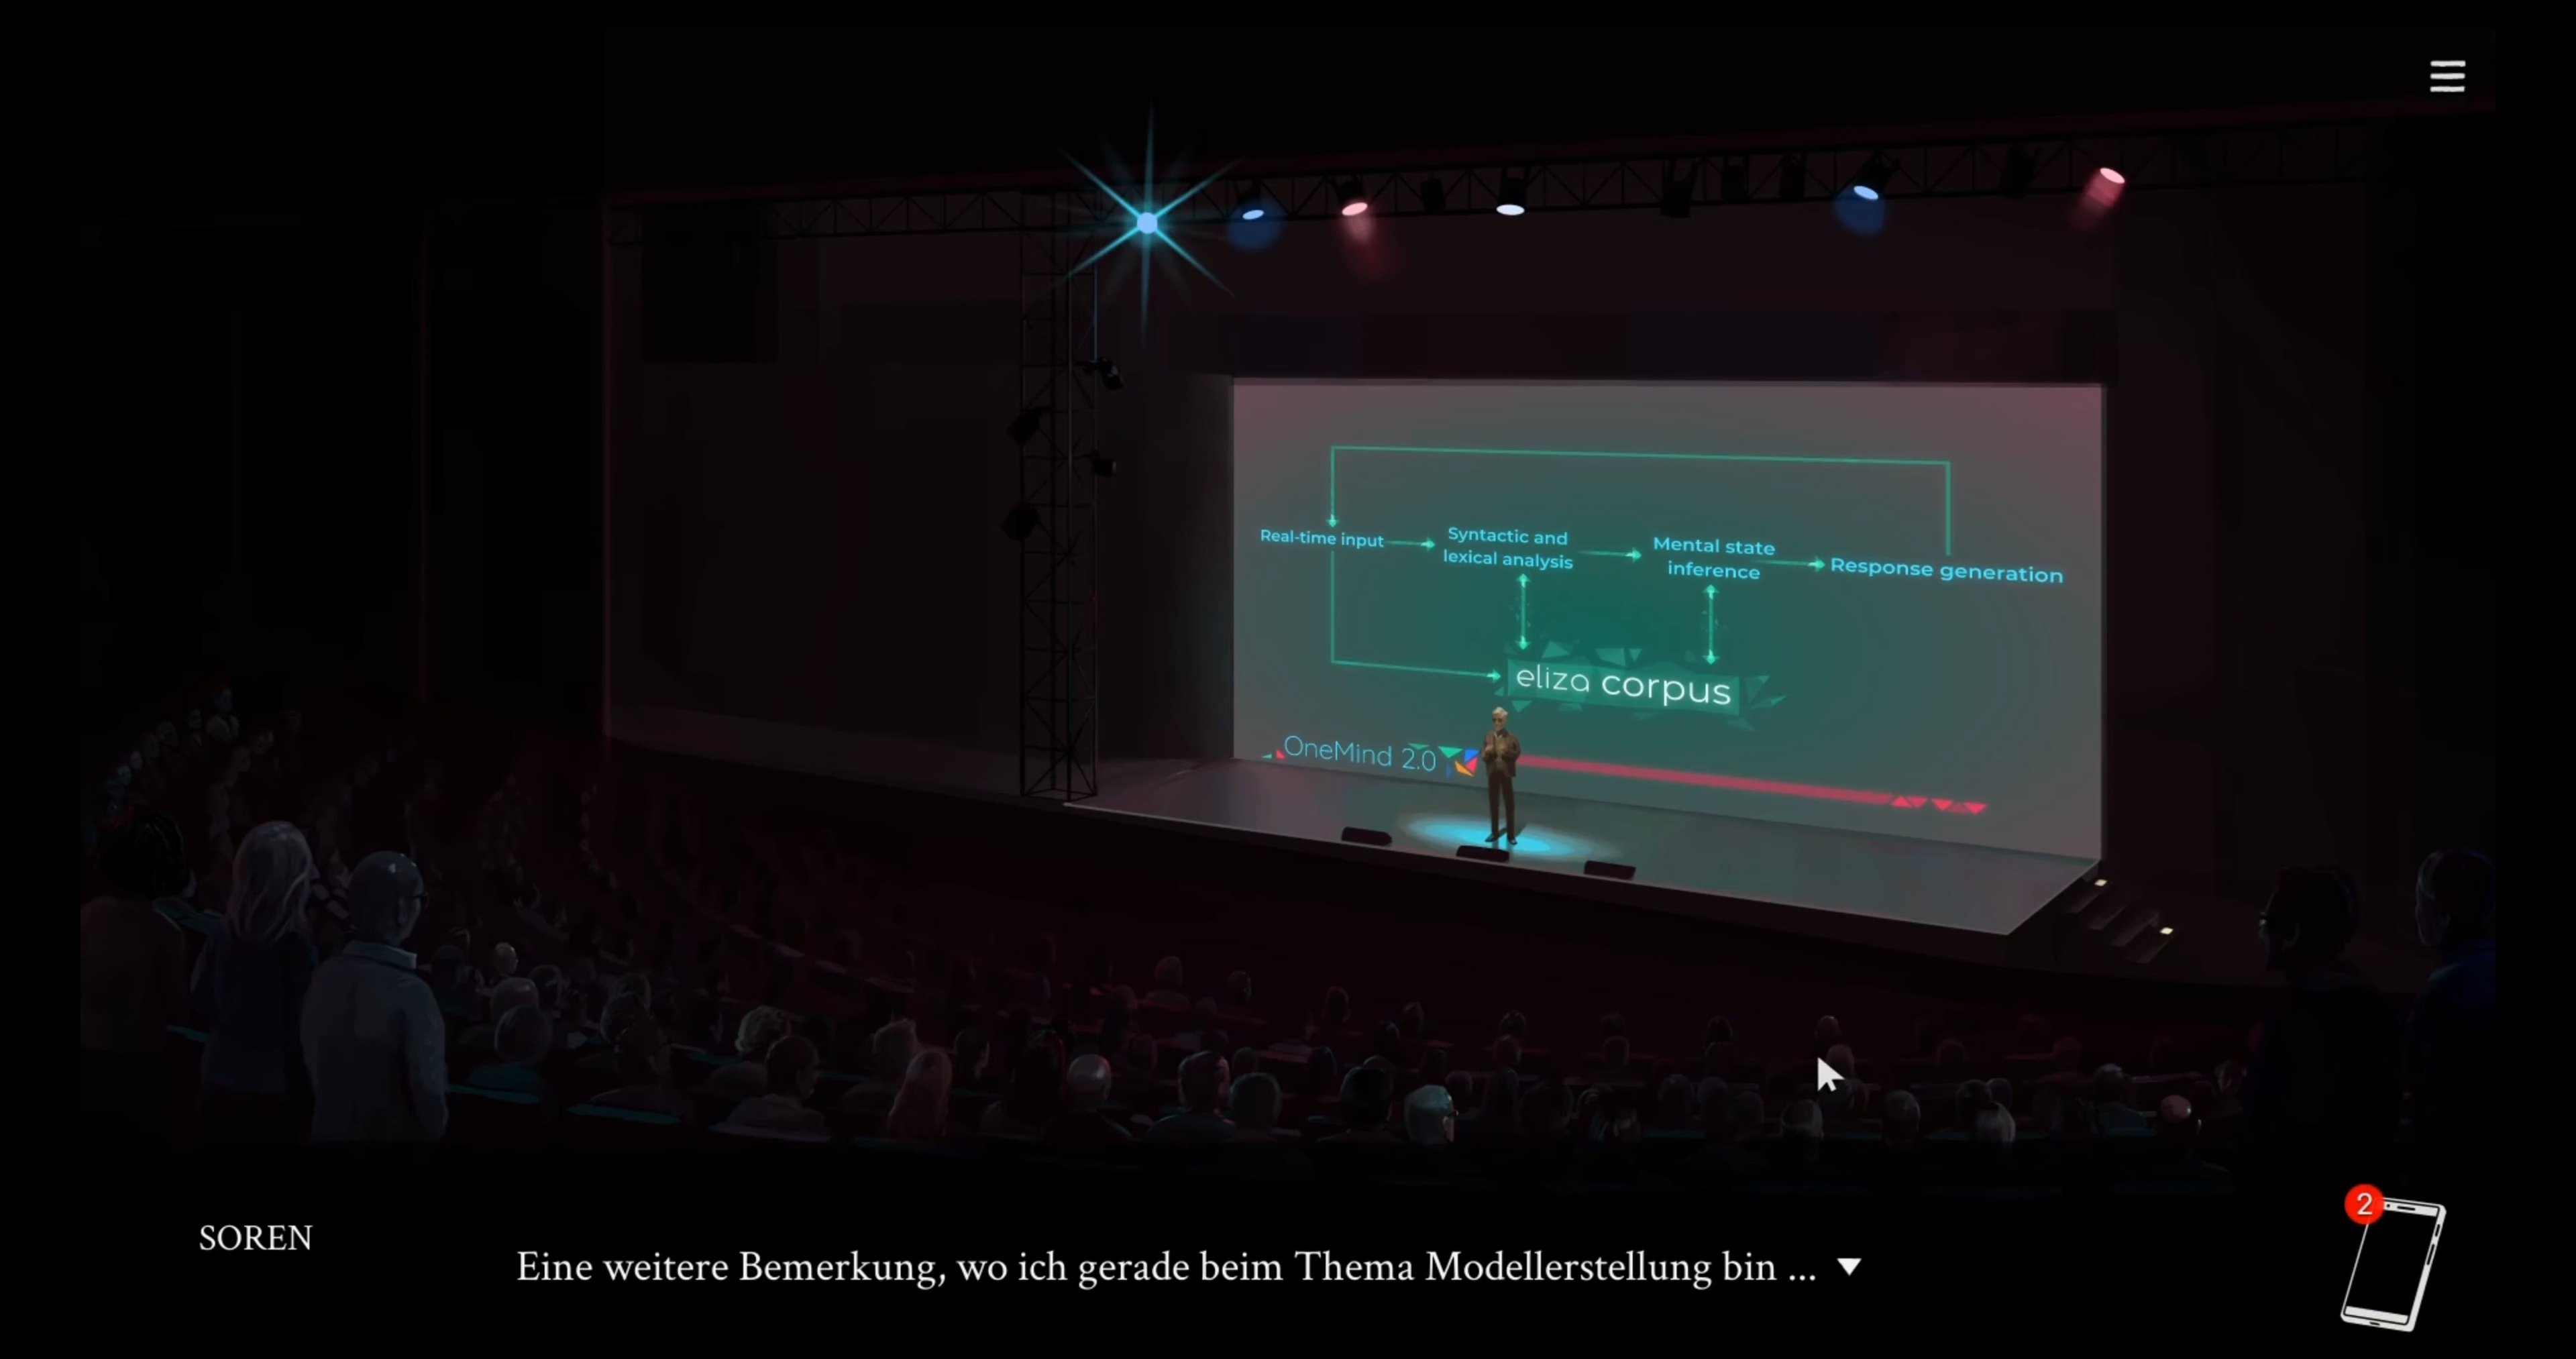 Real-time input
Syntactic and
lexical analysis
Mental state
inference
Response generation
eliza corpus
OneMind 2.0
2
SOREN
Eine weitere Bemerkung, wo ich gerade beim Thema Modellerstellung bin ...